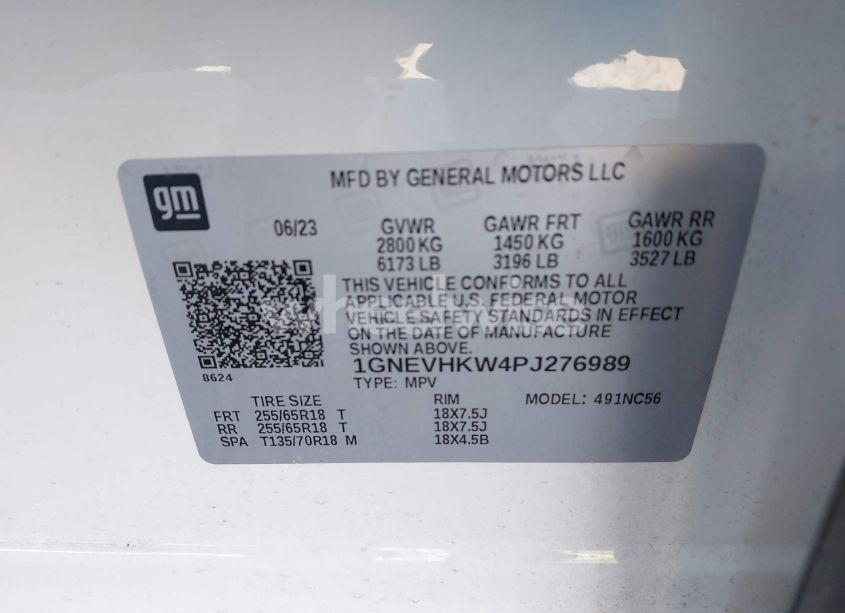 gm
MFD BY GENERAL MOTORS LLC
06/23 GVWR GAWR FRT GAWR RR
2800 KG 1450 KG 1600 KG
6173 LB 3196 LB 3527 LB
THIS VEHICLE CONFORMS TO ALL
APPLICABLE U.S. FEDERAL MOTOR
VEHICLE SAFETY STANDARDS IN EFFECT
ON THE DATE OF MANUFACTURE
SHOWN ABOVE.
8624
1GNEVHKW4PJ276989
TYPE: MPV
TIRE SIZE RIM MODEL: 491NC56
FRT 255/65R18 T 18X7.5J
RR 255/65R18 T 18X7.5J
SPA T135/70R18 M 18X4.5B